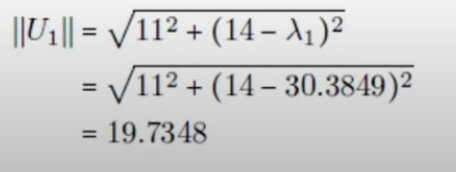 ||U₁|| = √(11² + (14 – λ₁)²)
= √(11² + (14 – 30.3849)²)
= 19.7348